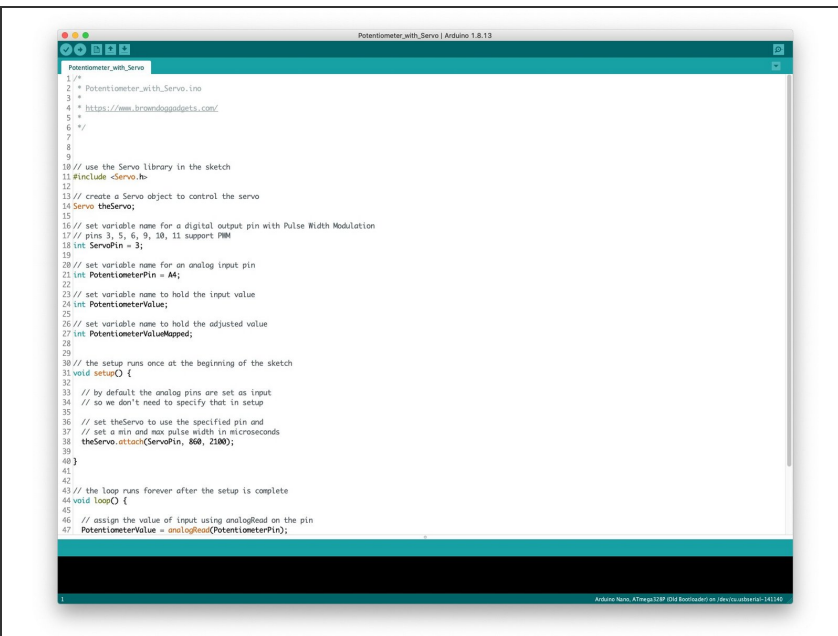 Potentiometer_with_Servo | Arduino 1.8.13
Potentiometer_with_Servo
1 /*
2  * Potentiometer_with_Servo.ino
3  *
4  * https://www.browndoggadgets.com/
5  *
6  */
7
8
9
10 // use the Servo library in the sketch
11 #include <Servo.h>
12
13 // create a Servo object to control the servo
14 Servo theServo;
15
16 // set variable name for a digital output pin with Pulse Width Modulation
17 // pins 3, 5, 6, 9, 10, 11 support PWM
18 int ServoPin = 3;
19
20 // set variable name for an analog input pin
21 int PotentiometerPin = A4;
22
23 // set variable name to hold the input value
24 int PotentiometerValue;
25
26 // set variable name to hold the adjusted value
27 int PotentiometerValueMapped;
28
29
30 // the setup runs once at the beginning of the sketch
31 void setup() {
32
33   // by default the analog pins are set as input
34   // so we don't need to specify that in setup
35
36   // set theServo to use the specified pin and
37   // set a min and max pulse width in microseconds
38   theServo.attach(ServoPin, 860, 2100);
39
40 }
41
42
43 // the loop runs forever after the setup is complete
44 void loop() {
45
46   // assign the value of input using analogRead on the pin
47   PotentiometerValue = analogRead(PotentiometerPin);
1
Arduino Nano, ATmega328P (Old Bootloader) on /dev/cu.usbserial-141140